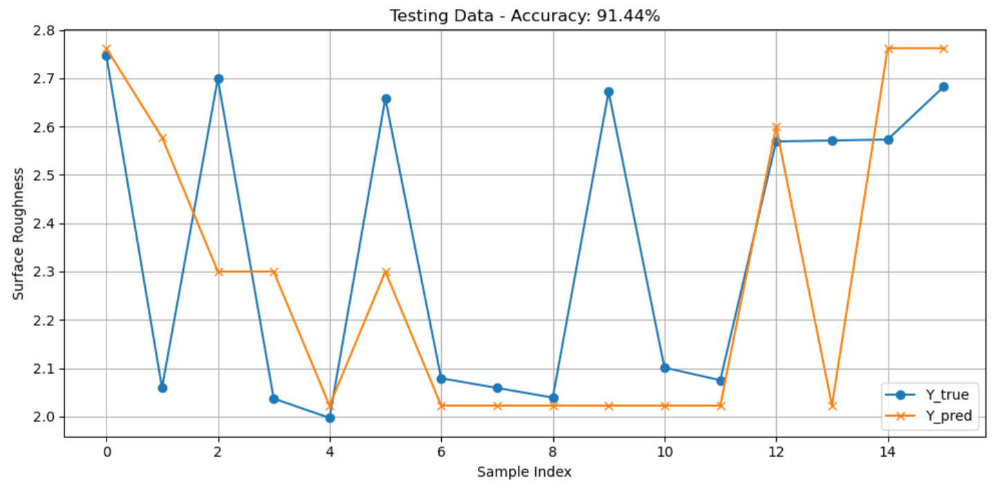 Testing Data - Accuracy: 91.44%
2.8
2.7
2.6
2.5
2.4
2.3
2.2
2.1
2.0
Surface Roughness
Y_true
Y_pred
0 2 4 6 8 10 12 14
Sample Index